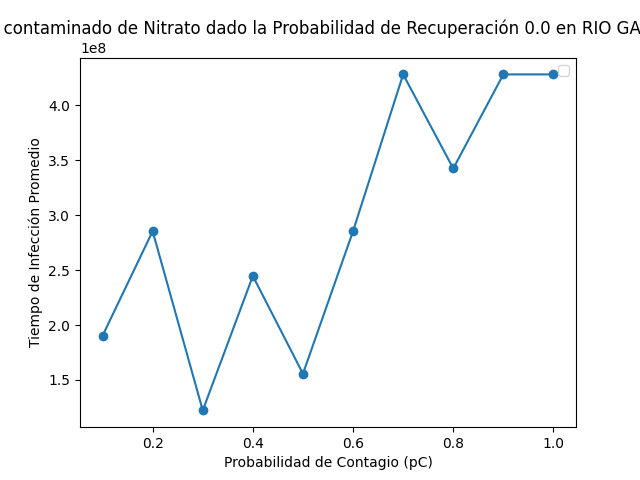 contaminado de Nitrato dado la Probabilidad de Recuperación 0.0 en RIO GA
1e8
4.0
3.5
3.0
2.5
2.0
1.5
Tiempo de Infección Promedio
0.2 0.4 0.6 0.8 1.0
Probabilidad de Contagio (pC)